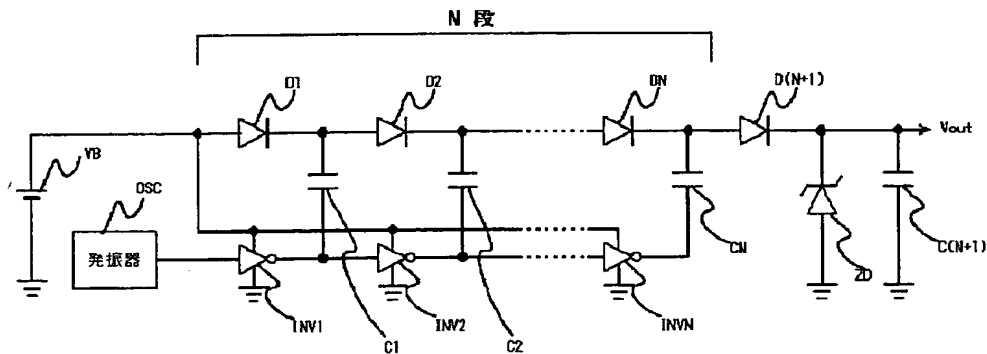 N 段
D1
D2
DN
D(N+1)
Vout
VB
OSC
発振器
CN
C(N+1)
ZD
INV1
INV2
INVN
C1
C2